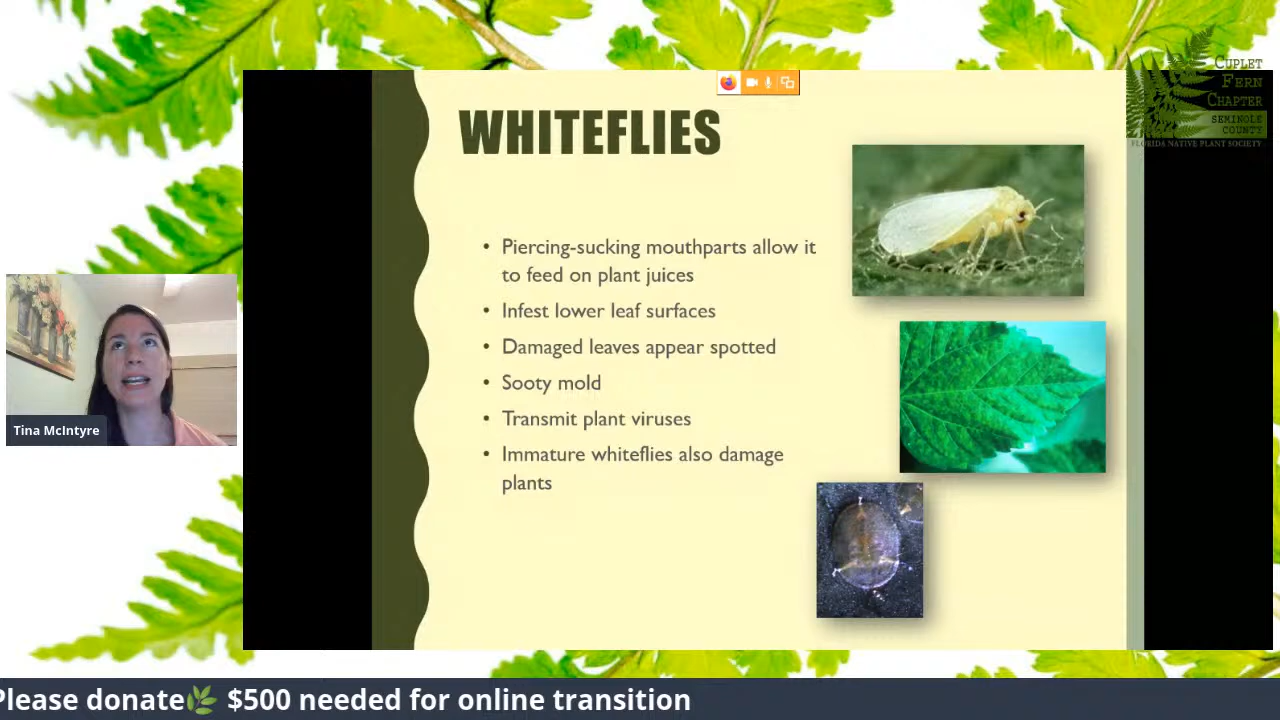 CUPLET
FERN
CHAPTER
SEMINOLE
COUNTY
FLORIDA NATIVE PLANT SOCIETY
WHITEFLIES
• Piercing-sucking mouthparts allow it
to feed on plant juices
• Infest lower leaf surfaces
• Damaged leaves appear spotted
• Sooty mold
• Transmit plant viruses
• Immature whiteflies also damage
plants
Tina McIntyre
Please donate🌿 $500 needed for online transition